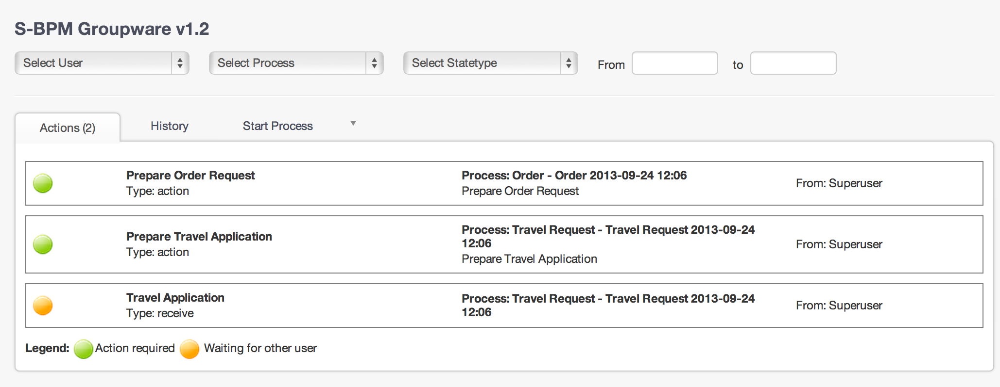 S-BPM Groupware v1.2
Select User Select Process Select Statetype From to
Actions (2) History Start Process
Prepare Order Request
Type: action
Process: Order - Order 2013-09-24 12:06
Prepare Order Request
From: Superuser
Prepare Travel Application
Type: action
Process: Travel Request - Travel Request 2013-09-24
12:06
Prepare Travel Application
From: Superuser
Travel Application
Type: receive
Process: Travel Request - Travel Request 2013-09-24
12:06
From: Superuser
Legend: Action required Waiting for other user